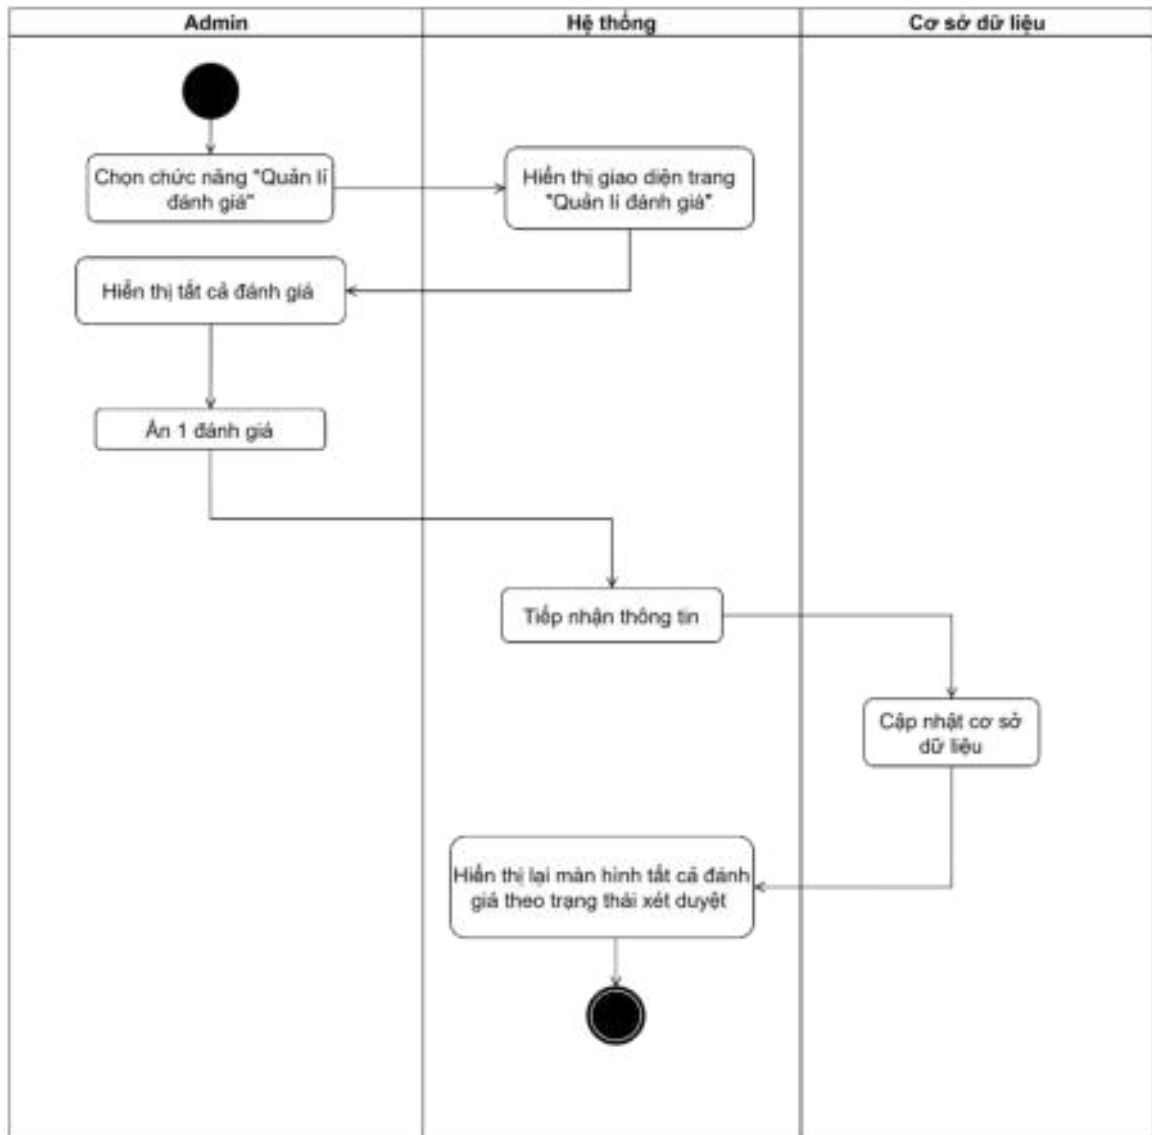 Admin
Hệ thống
Cơ sở dữ liệu
Chọn chức năng "Quản lí
đánh giá"
Hiển thị giao diện trang
"Quản lí đánh giá"
Hiển thị tất cả đánh giá
Ẩn 1 đánh giá
Tiếp nhận thông tin
Cập nhật cơ sở
dữ liệu
Hiển thị lại màn hình tất cả đánh
giá theo trạng thái xét duyệt